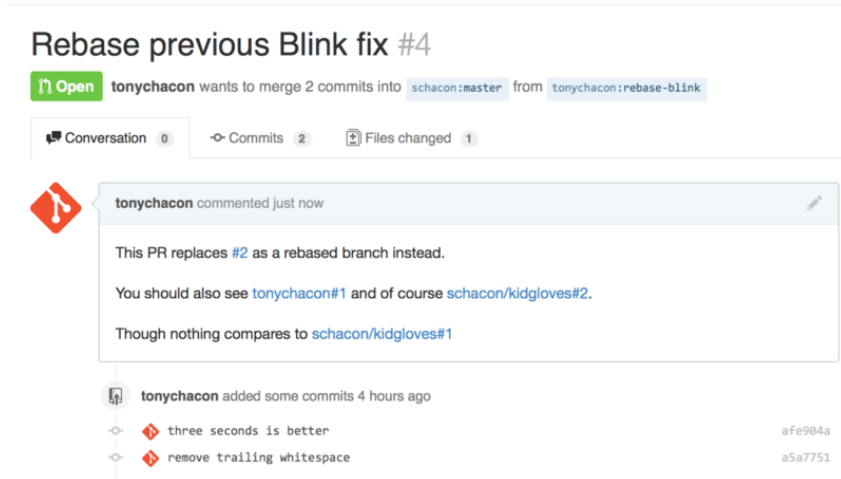 Rebase previous Blink fix #4
Open tonychacon wants to merge 2 commits into schacon:master from tonychacon:rebase-blink
Conversation 0 Commits 2 Files changed 1
tonychacon commented just now
This PR replaces #2 as a rebased branch instead.
You should also see tonychacon#1 and of course schacon/kidgloves#2.
Though nothing compares to schacon/kidgloves#1
tonychacon added some commits 4 hours ago
three seconds is better afe904a
remove trailing whitespace a5a7751